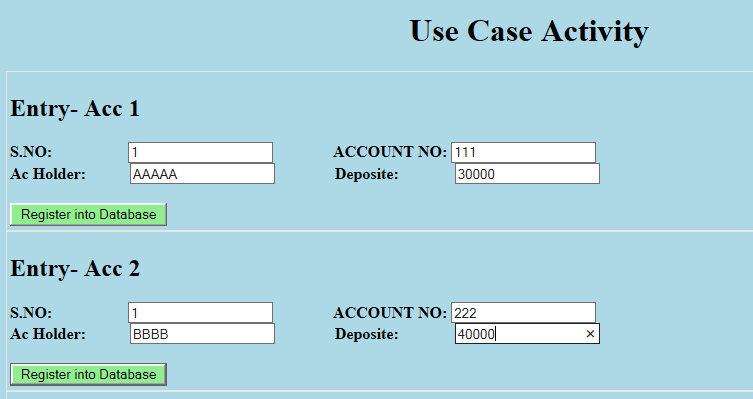 Use Case Activity
Entry- Acc 1
S.NO: 1 ACCOUNT NO: 111
Ac Holder: AAAAA Deposite: 30000
Register into Database
Entry- Acc 2
S.NO: 1 ACCOUNT NO: 222
Ac Holder: BBBB Deposite: 40000 ×
Register into Database